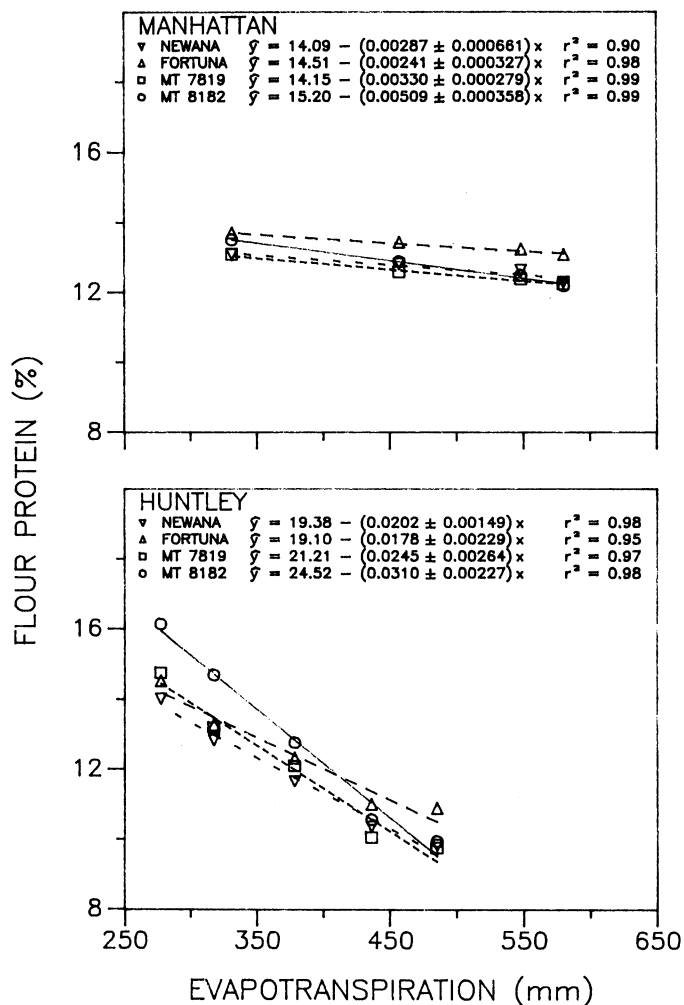 MANHATTAN
▽ NEWANA ŷ = 14.09 − (0.00287 ± 0.000661) x r² = 0.90
△ FORTUNA ŷ = 14.51 − (0.00241 ± 0.000327) x r² = 0.98
□ MT 7819 ŷ = 14.15 − (0.00330 ± 0.000279) x r² = 0.99
○ MT 8182 ŷ = 15.20 − (0.00509 ± 0.000358) x r² = 0.99
16
12
8
FLOUR PROTEIN (%)
HUNTLEY
▽ NEWANA ŷ = 19.38 − (0.0202 ± 0.00149) x r² = 0.98
△ FORTUNA ŷ = 19.10 − (0.0178 ± 0.00229) x r² = 0.95
□ MT 7819 ŷ = 21.21 − (0.0245 ± 0.00264) x r² = 0.97
○ MT 8182 ŷ = 24.52 − (0.0310 ± 0.00227) x r² = 0.98
16
12
8
250 350 450 550 650
EVAPOTRANSPIRATION (mm)